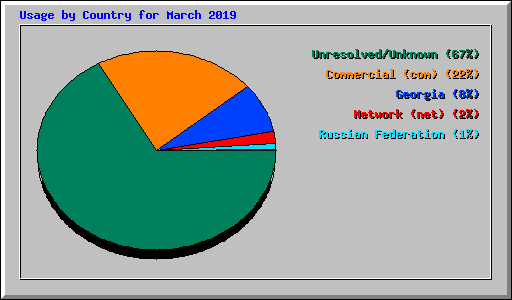 Usage by Country for March 2019
Unresolved/Unknown (67%)
Commercial (com) (22%)
Georgia (8%)
Network (net) (2%)
Russian Federation (1%)